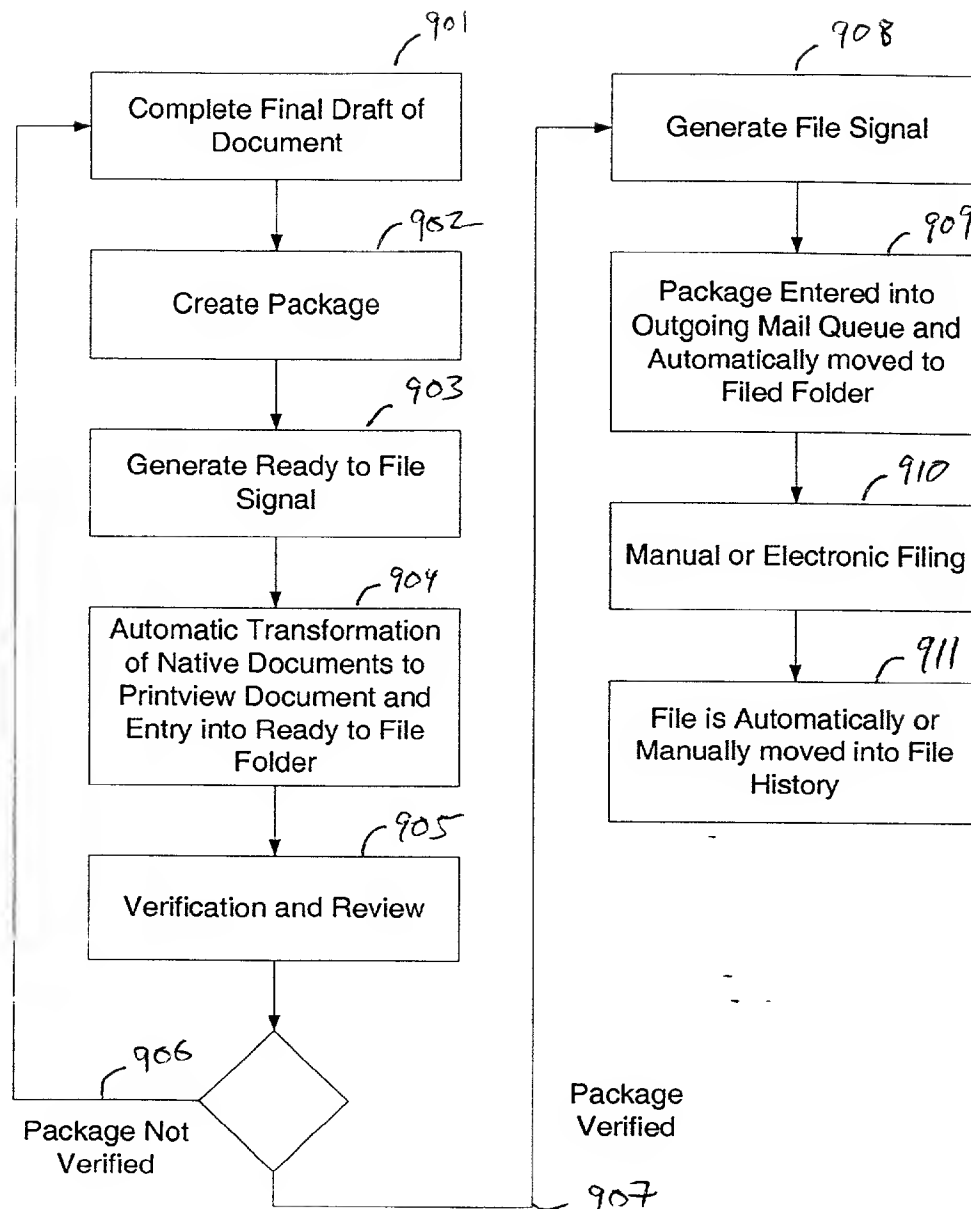 901
Complete Final Draft of
Document
902
Create Package
903
Generate Ready to File
Signal
904
Automatic Transformation
of Native Documents to
Printview Document and
Entry into Ready to File
Folder
905
Verification and Review
906
Package Not
Verified
Package
Verified
907
908
Generate File Signal
909
Package Entered into
Outgoing Mail Queue and
Automatically moved to
Filed Folder
910
Manual or Electronic Filing
911
File is Automatically or
Manually moved into File
History